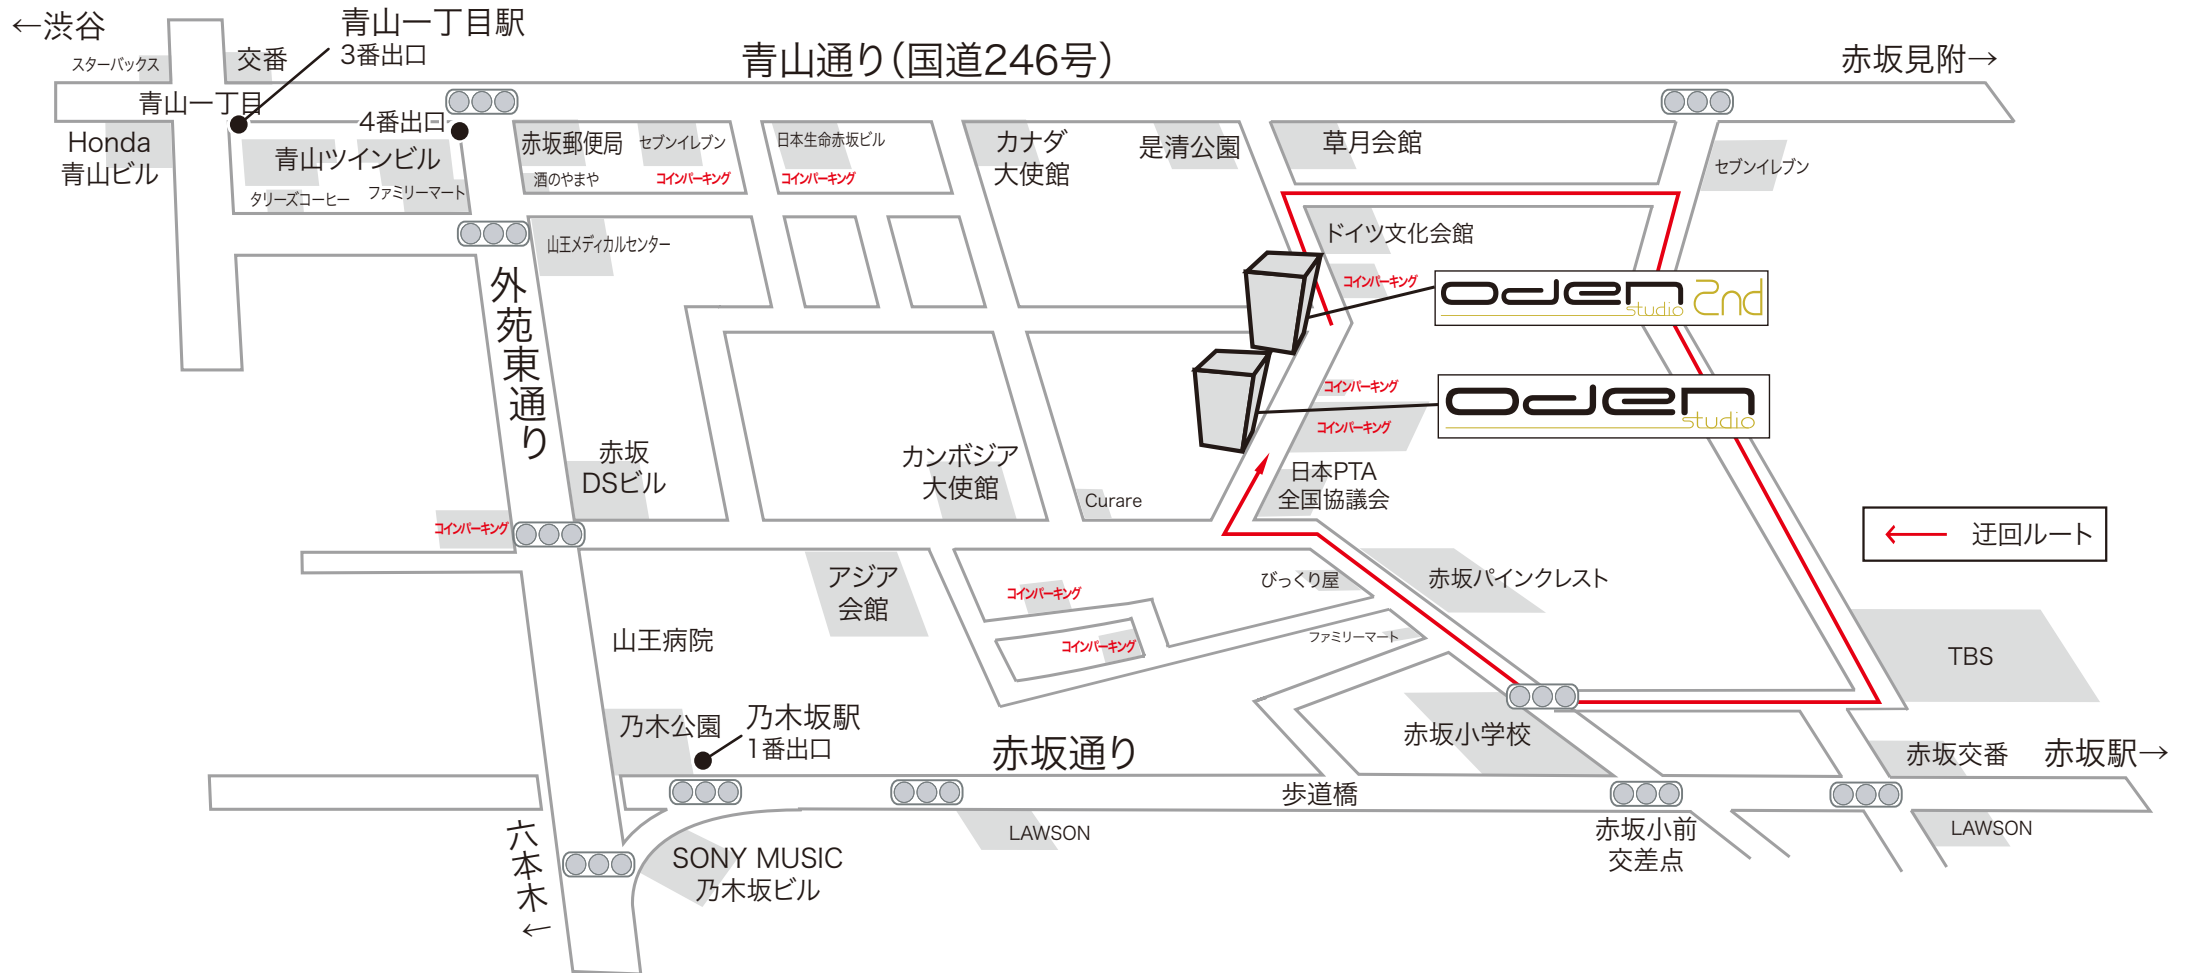 ←渋谷
青山一丁目駅
3番出口
スターバックス
交番
青山通り(国道246号)
赤坂見附→
青山一丁目
4番出口
Honda
青山ビル
青山ツインビル
タリーズコーヒー
ファミリーマート
赤坂郵便局
セブンイレブン
酒のやまや
コインパーキング
日本生命赤坂ビル
コインパーキング
カナダ
大使館
是清公園
草月会館
セブンイレブン
山王メディカルセンター
ドイツ文化会館
コインパーキング
oden
studio 2nd
外苑東通り
コインパーキング
oden
studio
コインパーキング
赤坂
DSビル
カンボジア
大使館
Curare
日本PTA
全国協議会
コインパーキング
迂回ルート
アジア
会館
コインパーキング
びっくり屋
赤坂パインクレスト
山王病院
コインパーキング
ファミリーマート
TBS
乃木公園
乃木坂駅
1番出口
赤坂通り
赤坂小学校
赤坂交番
赤坂駅→
歩道橋
六本木←
SONY MUSIC
乃木坂ビル
LAWSON
赤坂小前
交差点
LAWSON